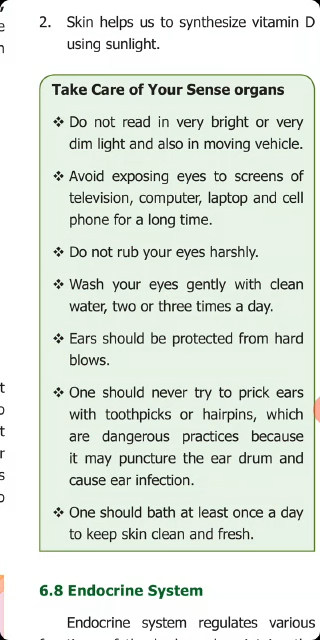 2. Skin helps us to synthesize vitamin D
using sunlight.
Take Care of Your Sense organs
❖ Do not read in very bright or very
dim light and also in moving vehicle.
❖ Avoid exposing eyes to screens of
television, computer, laptop and cell
phone for a long time.
❖ Do not rub your eyes harshly.
❖ Wash your eyes gently with clean
water, two or three times a day.
❖ Ears should be protected from hard
blows.
❖ One should never try to prick ears
with toothpicks or hairpins, which
are dangerous practices because
it may puncture the ear drum and
cause ear infection.
❖ One should bath at least once a day
to keep skin clean and fresh.
6.8 Endocrine System
Endocrine system regulates various